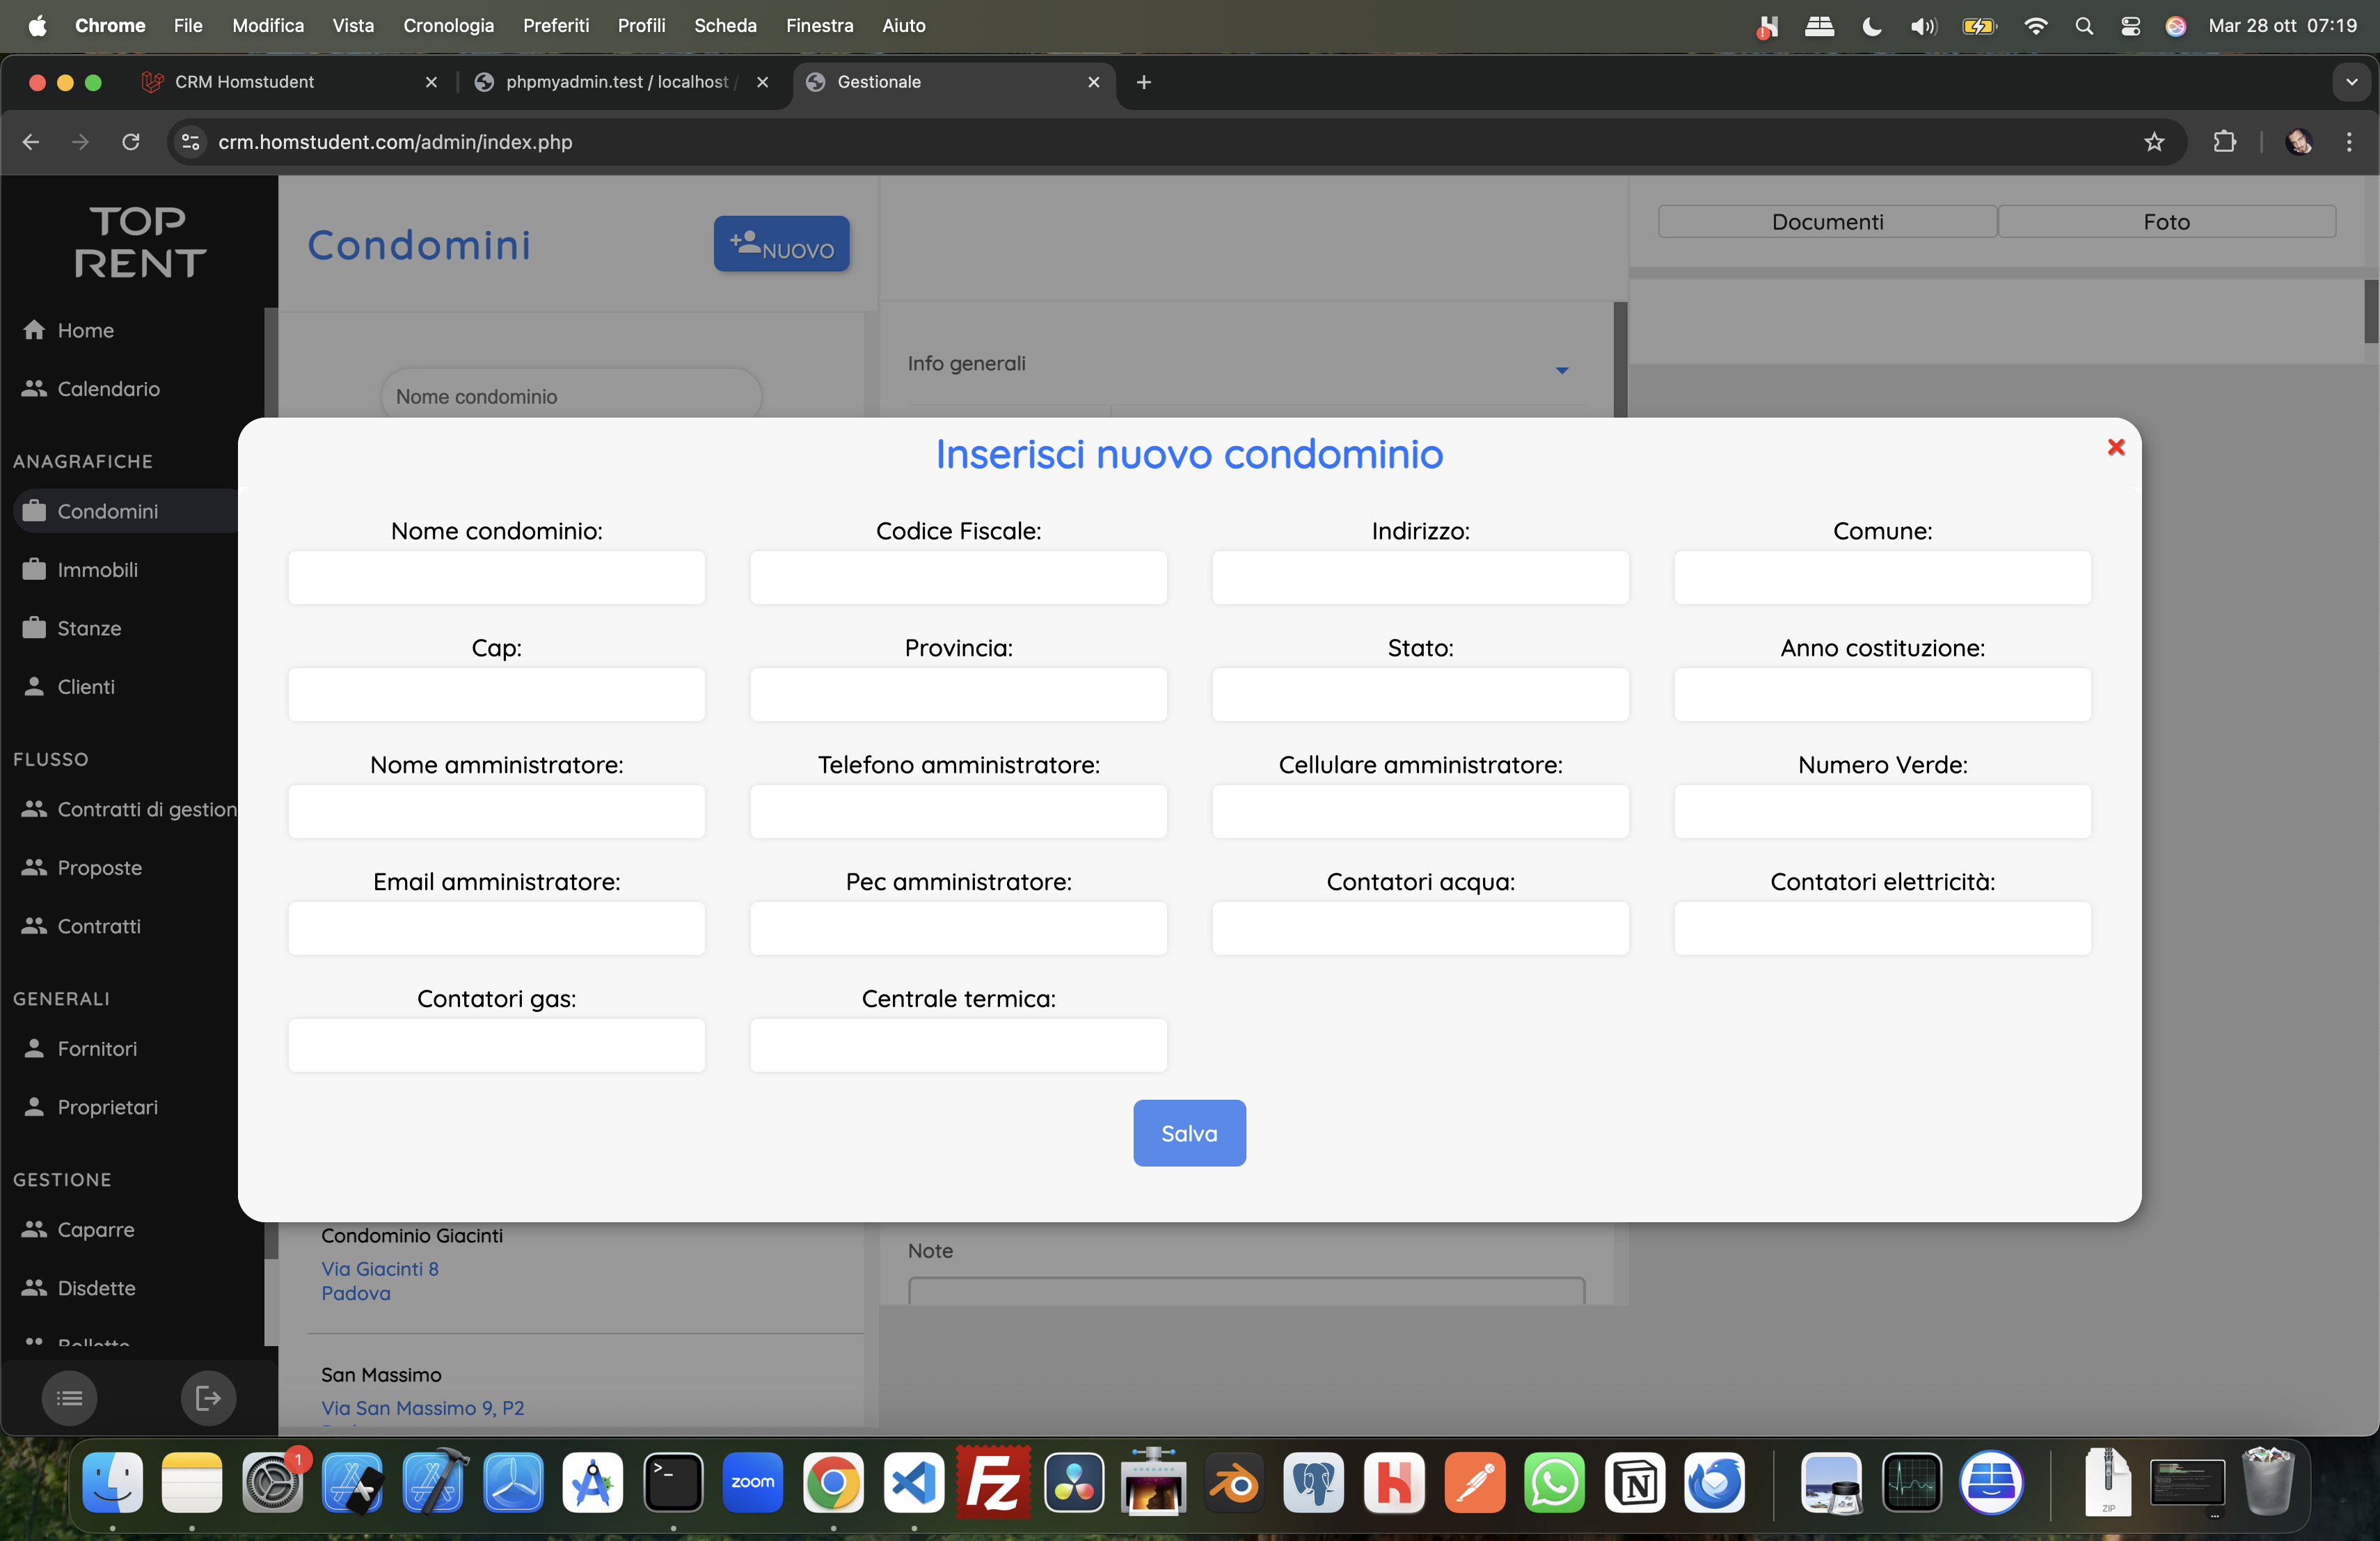 Chrome File Modifica Vista Cronologia Preferiti Profili Scheda Finestra Aiuto Mar 28 ott 07:19
CRM Homstudent phpmyadmin.test / localhost / Gestionale
crm.homstudent.com/admin/index.php
TOP
RENT
Home
Calendario
ANAGRAFICHE
Condomini
Immobili
Stanze
Clienti
FLUSSO
Contratti di gestion
Proposte
Contratti
GENERALI
Fornitori
Proprietari
GESTIONE
Caparre
Disdette
Condomini
NUOVO
Nome condominio
Info generali
Documenti Foto
Inserisci nuovo condominio
Nome condominio: Codice Fiscale: Indirizzo: Comune:
Cap: Provincia: Stato: Anno costituzione:
Nome amministratore: Telefono amministratore: Cellulare amministratore: Numero Verde:
Email amministratore: Pec amministratore: Contatori acqua: Contatori elettricità:
Contatori gas: Centrale termica:
Salva
Condominio Giacinti
Via Giacinti 8
Padova
San Massimo
Via San Massimo 9, P2
Note
1
zoom
ZIP